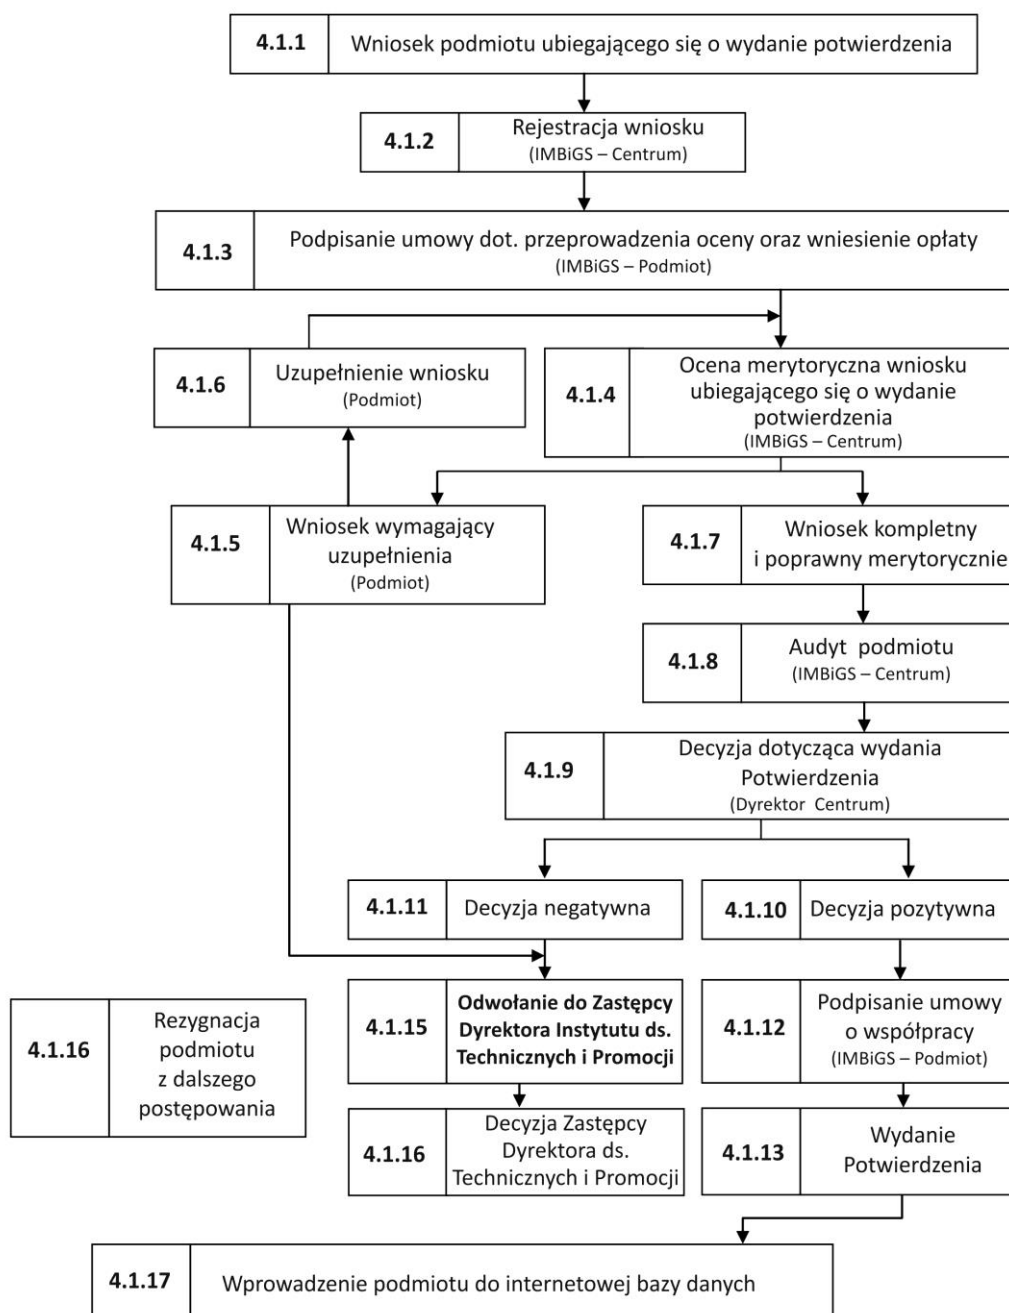 4.1.1 Wniosek podmiotu ubiegającego się o wydanie potwierdzenia
4.1.2 Rejestracja wniosku
(IMBiGS – Centrum)
4.1.3 Podpisanie umowy dot. przeprowadzenia oceny oraz wniesienie opłaty
(IMBiGS – Podmiot)
4.1.6 Uzupełnienie wniosku
(Podmiot)
4.1.4 Ocena merytoryczna wniosku
ubiegającego się o wydanie
potwierdzenia
(IMBiGS – Centrum)
4.1.5 Wniosek wymagający
uzupełnienia
(Podmiot)
4.1.7 Wniosek kompletny
i poprawny merytorycznie
4.1.8 Audyt podmiotu
(IMBiGS – Centrum)
4.1.9 Decyzja dotycząca wydania
Potwierdzenia
(Dyrektor Centrum)
4.1.11 Decyzja negatywna
4.1.10 Decyzja pozytywna
4.1.16 Rezygnacja
podmiotu
z dalszego
postępowania
4.1.15 Odwołanie do Zastępcy
Dyrektora Instytutu ds.
Technicznych i Promocji
4.1.12 Podpisanie umowy
o współpracy
(IMBiGS – Podmiot)
4.1.16 Decyzja Zastępcy
Dyrektora ds.
Technicznych i Promocji
4.1.13 Wydanie
Potwierdzenia
4.1.17 Wprowadzenie podmiotu do internetowej bazy danych